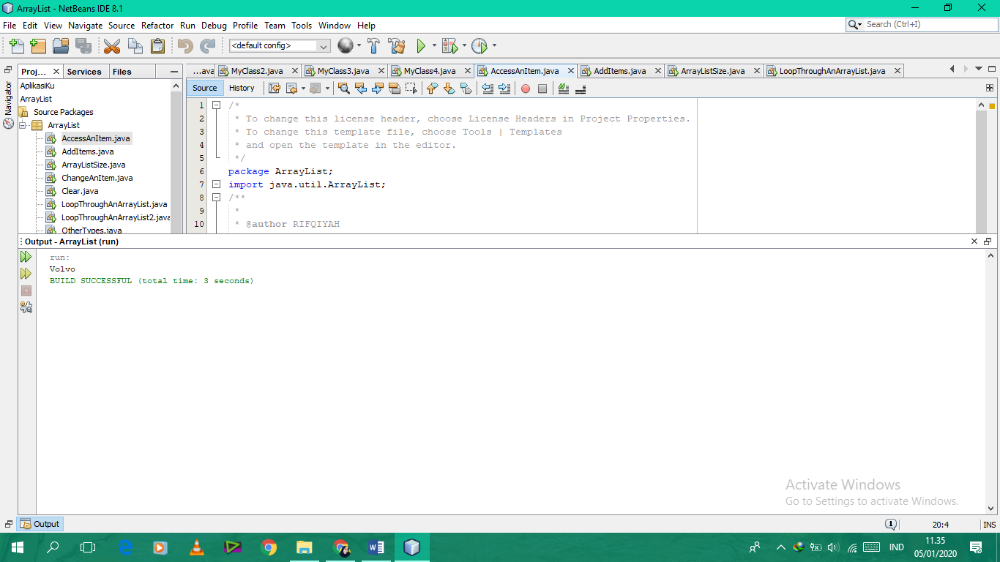 ArrayList - NetBeans IDE 8.1
File Edit View Navigate Source Refactor Run Debug Profile Team Tools Window Help
Search (Ctrl+I)
<default config>
Navigator
Proj... Services Files
AplikasiKu
ArrayList
Source Packages
ArrayList
AccessAnItem.java
AddItems.java
ArrayListSize.java
ChangeAnItem.java
Clear.java
LoopThroughAnArrayList.java
LoopThroughAnArrayList2.java
OtherTypes.java
...ava MyClass2.java MyClass3.java MyClass4.java AccessAnItem.java AddItems.java ArrayListSize.java LoopThroughAnArrayList.java
Source History
1 /*
2 * To change this license header, choose License Headers in Project Properties.
3 * To change this template file, choose Tools | Templates
4 * and open the template in the editor.
5 */
6 package ArrayList;
7 import java.util.ArrayList;
8 /**
9 *
10 * @author RIFQIYAH
Output - ArrayList (run)
run:
Volvo
BUILD SUCCESSFUL (total time: 3 seconds)
Activate Windows
Go to Settings to activate Windows.
Output
1 20:4 INS
IND
11.35
05/01/2020